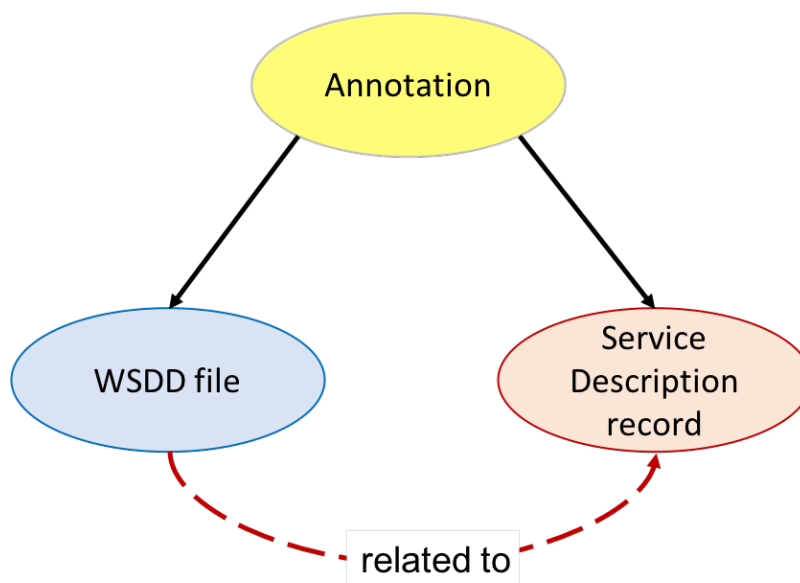 Annotation
WSDD file
Service
Description
record
related to